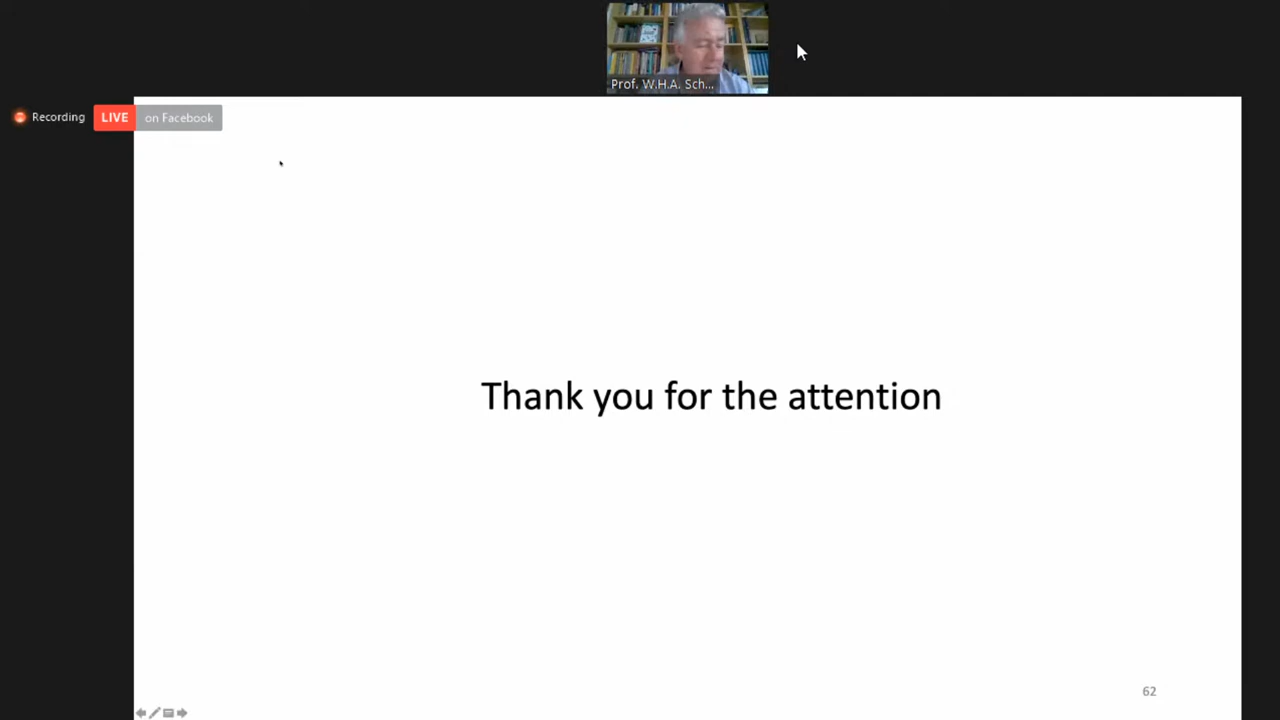 Prof. W.H.A. Sch...
Recording
LIVE on Facebook
Thank you for the attention
62